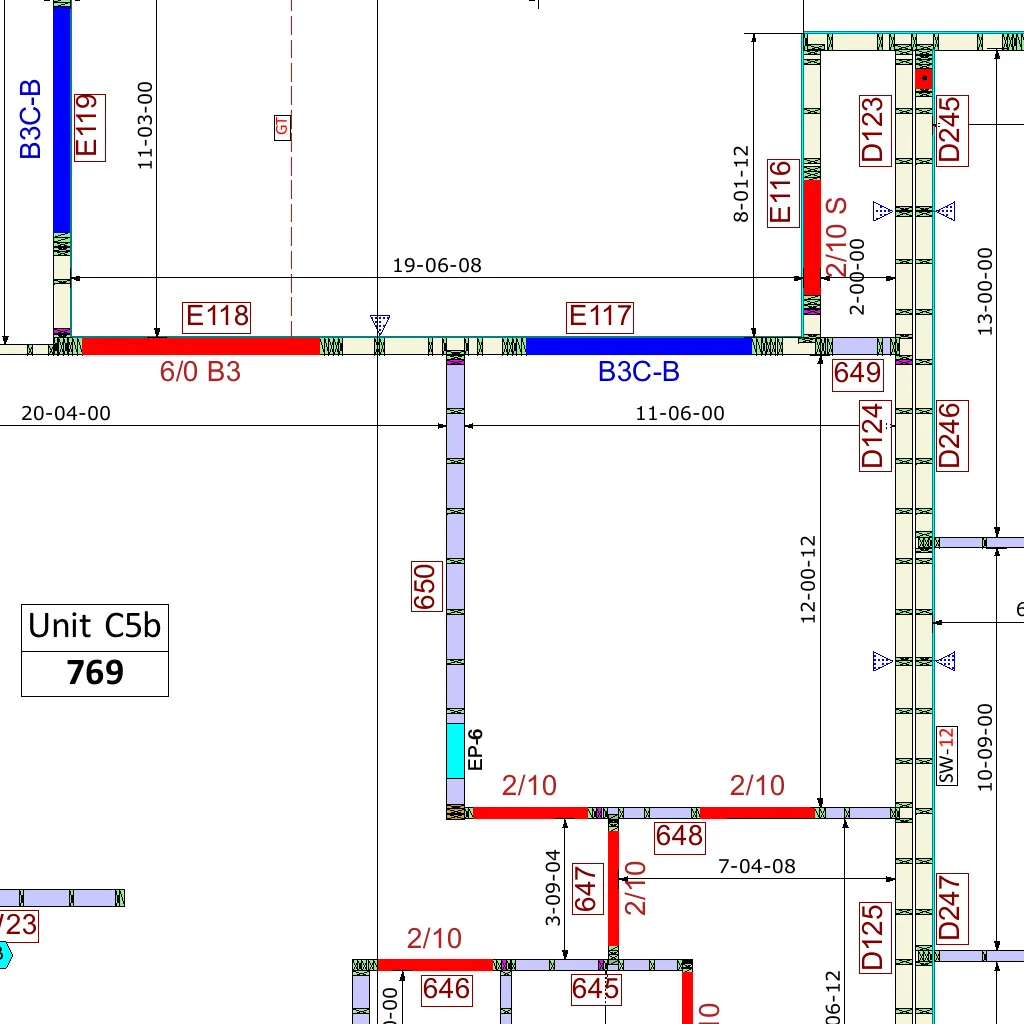 B3C-B
E119
11-03-00
GT
19-06-08
8-01-12
E116
2/10 S
2-00-00
D123
D245
13-00-00
E118
E117
6/0 B3
B3C-B
649
20-04-00
11-06-00
D124
D246
650
12-00-12
Unit C5b
769
EP-6
SW-12
10-09-00
2/10
2/10
648
3-09-04
647
2/10
7-04-08
D125
D247
2/10
646
645